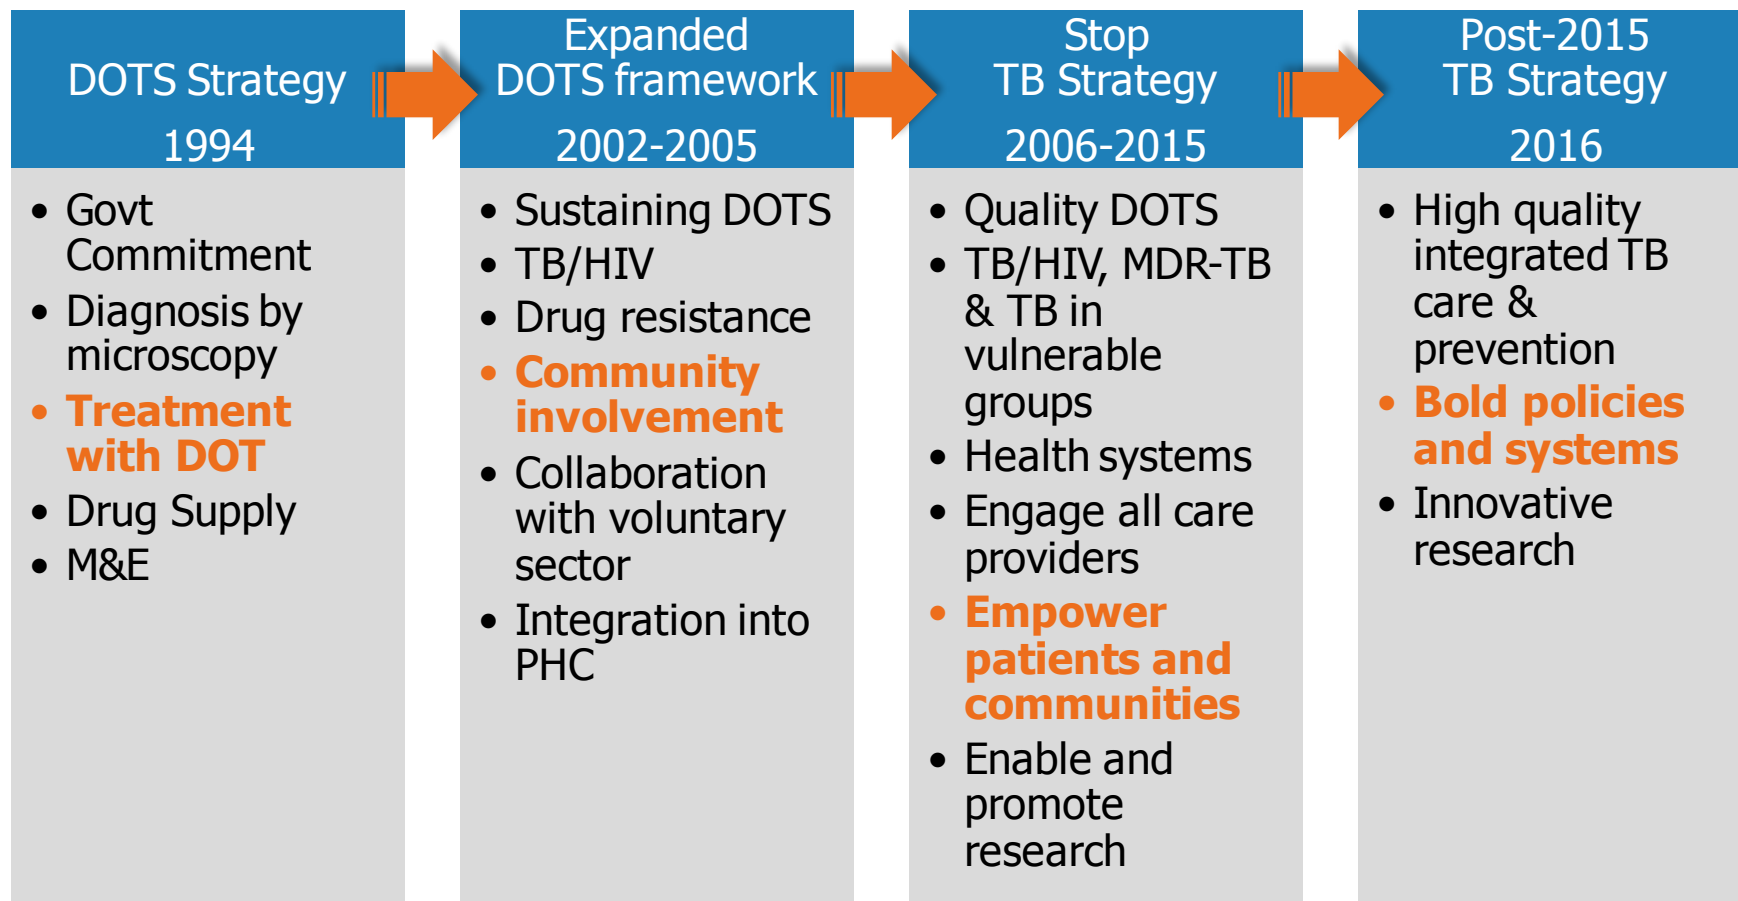 DOTS Strategy
1994
• Govt
Commitment
• Diagnosis by
microscopy
• Treatment
with DOT
• Drug Supply
• M&E
Expanded
DOTS framework
2002-2005
• Sustaining DOTS
• TB/HIV
• Drug resistance
• Community
involvement
• Collaboration
with voluntary
sector
• Integration into
PHC
Stop
TB Strategy
2006-2015
• Quality DOTS
• TB/HIV, MDR-TB
& TB in
vulnerable
groups
• Health systems
• Engage all care
providers
• Empower
patients and
communities
• Enable and
promote
research
Post-2015
TB Strategy
2016
• High quality
integrated TB
care &
prevention
• Bold policies
and systems
• Innovative
research